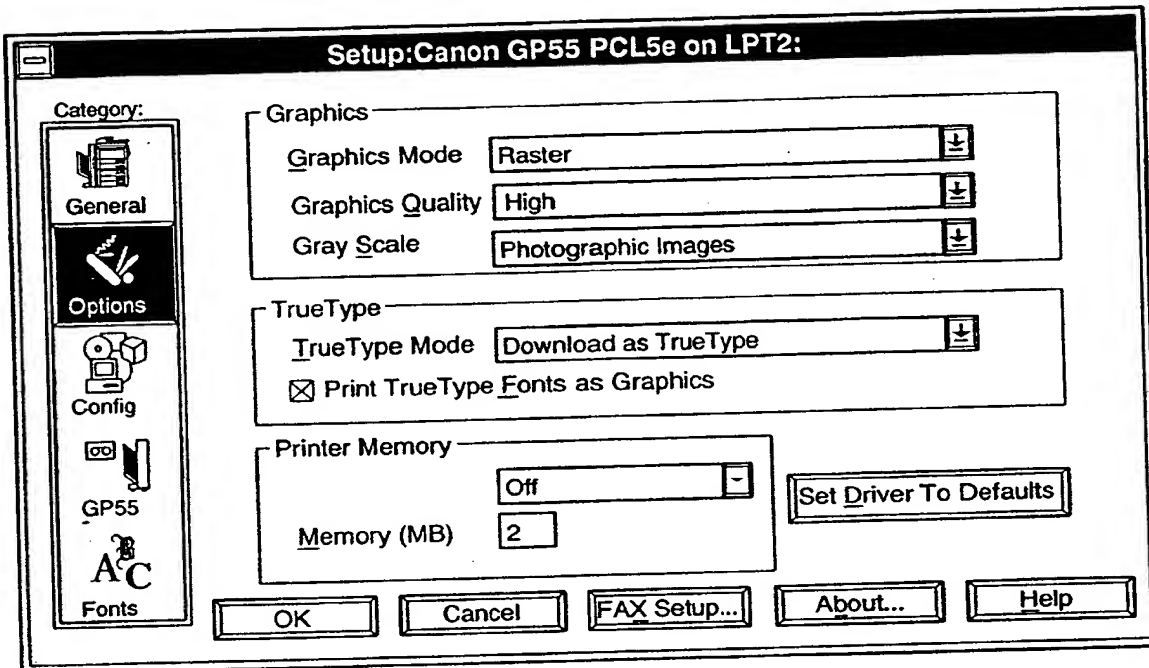 Setup:Canon GP55 PCL5e on LPT2:
Category:
General
Options
Config
GP55
A C
Fonts
Graphics
Graphics Mode Raster
Graphics Quality High
Gray Scale Photographic Images
TrueType
TrueType Mode Download as TrueType
Print TrueType Fonts as Graphics
Printer Memory
Off
Memory (MB) 2
Set Driver To Defaults
OK
Cancel
FAX Setup...
About...
Help